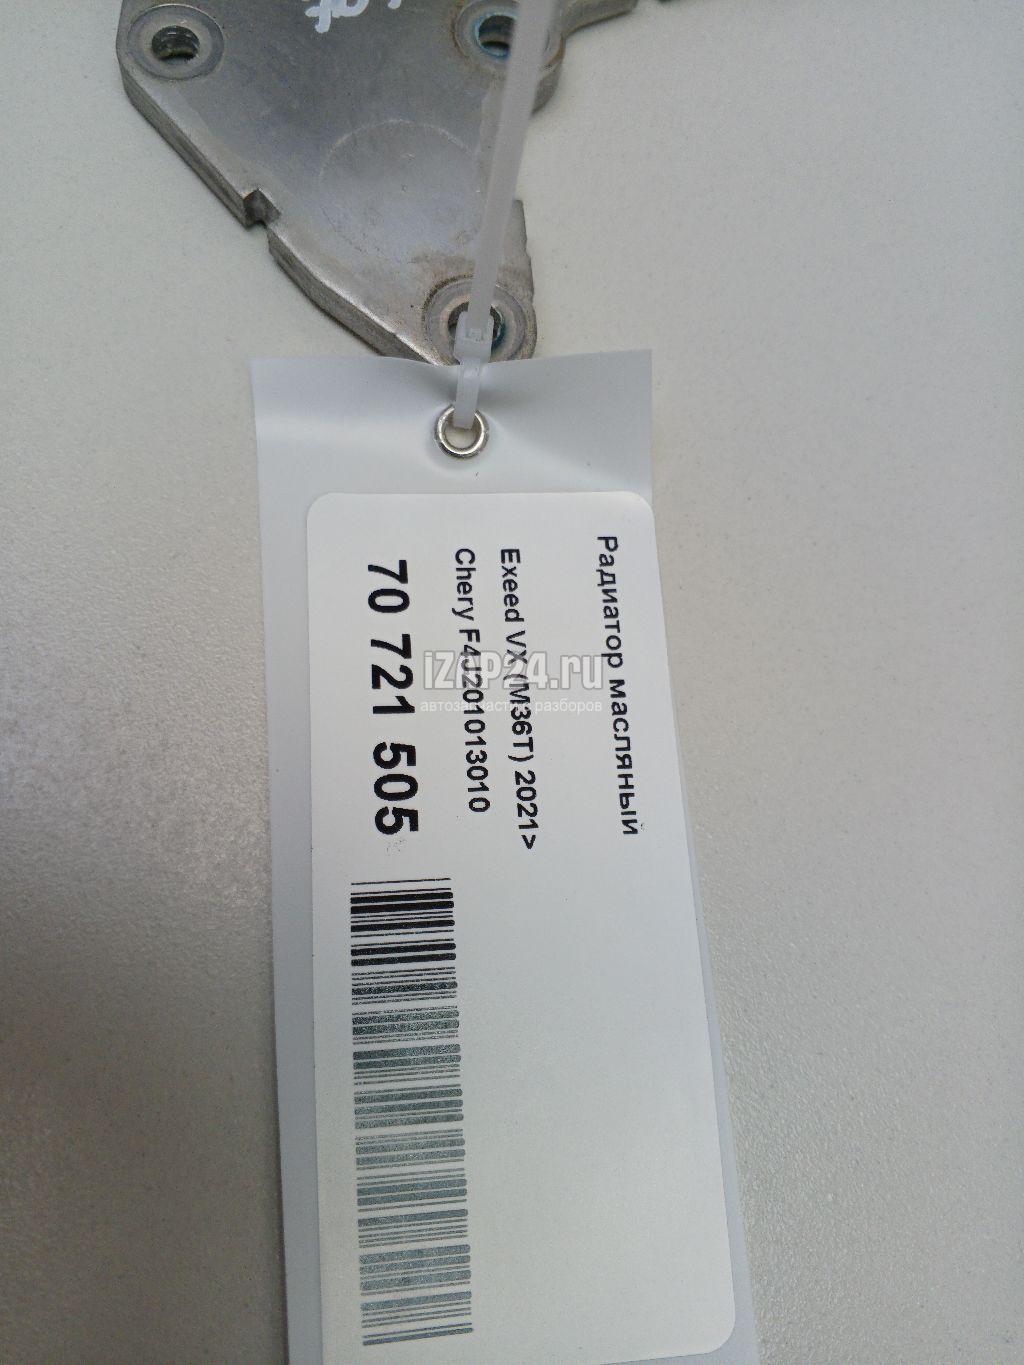 Радиатор масляный
Exeed VX (M36T) 2021>
Chery F4J201013010
70 721 505
iZAP24.ru
автозапчасти с разборов